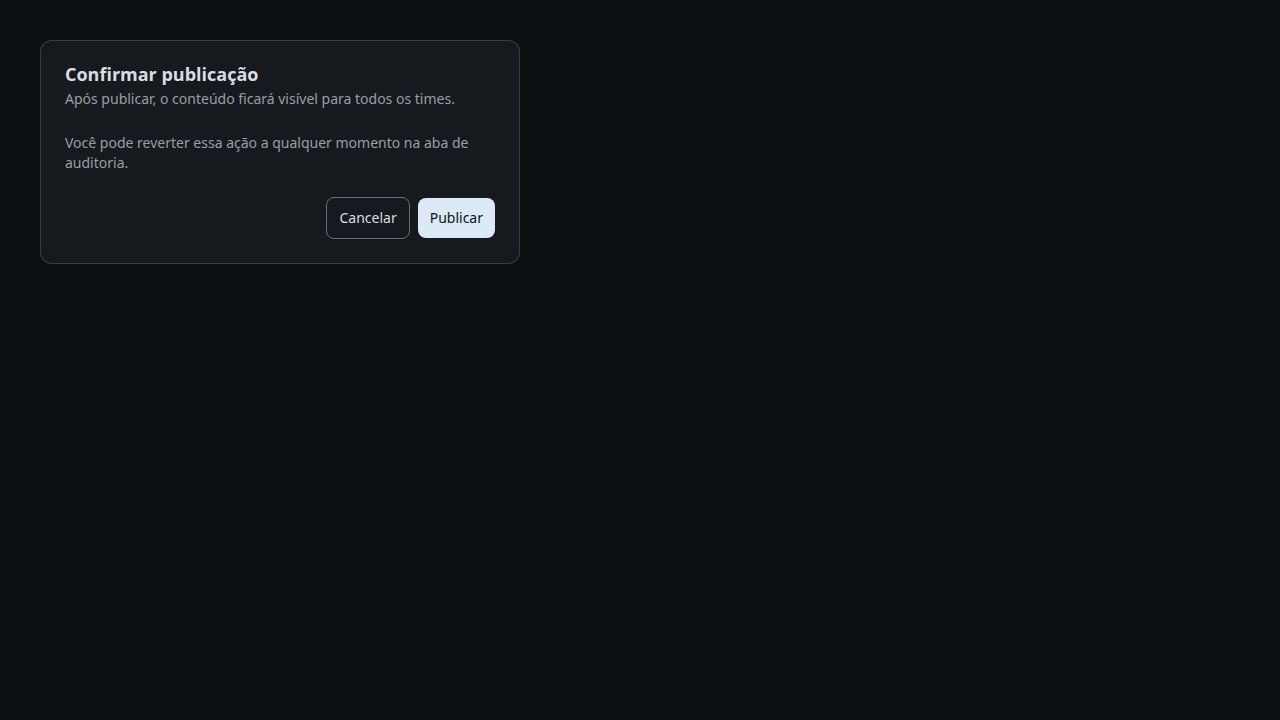 Confirmar publicação
Após publicar, o conteúdo ficará visível para todos os times.
Você pode reverter essa ação a qualquer momento na aba de
auditoria.
Cancelar
Publicar